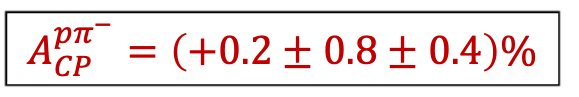 A_{CP}^{pπ^-} = (+0.2 ± 0.8 ± 0.4)%